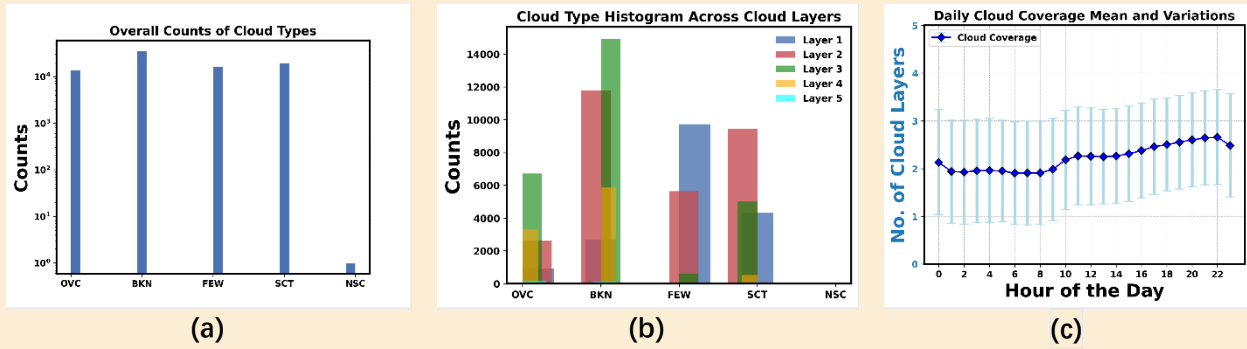 Overall Counts of Cloud Types
Counts
10⁴
10³
10²
10¹
10⁰
OVC BKN FEW SCT NSC
(a)
Cloud Type Histogram Across Cloud Layers
Counts
14000
12000
10000
8000
6000
4000
2000
0
Layer 1
Layer 2
Layer 3
Layer 4
Layer 5
OVC BKN FEW SCT NSC
(b)
Daily Cloud Coverage Mean and Variations
Cloud Coverage
No. of Cloud Layers
5
4
3
2
1
0
0 2 4 6 8 10 12 14 16 18 20 22
Hour of the Day
(c)